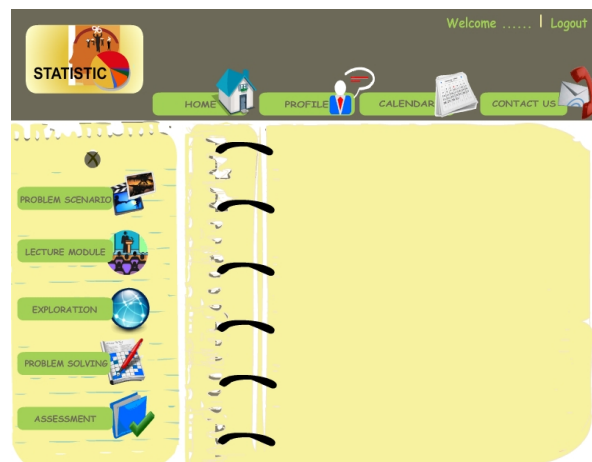 Welcome ...... | Logout
STATISTIC
HOME
PROFILE
CALENDAR
CONTACT US
PROBLEM SCENARIO
LECTURE MODULE
EXPLORATION
PROBLEM SOLVING
ASSESSMENT